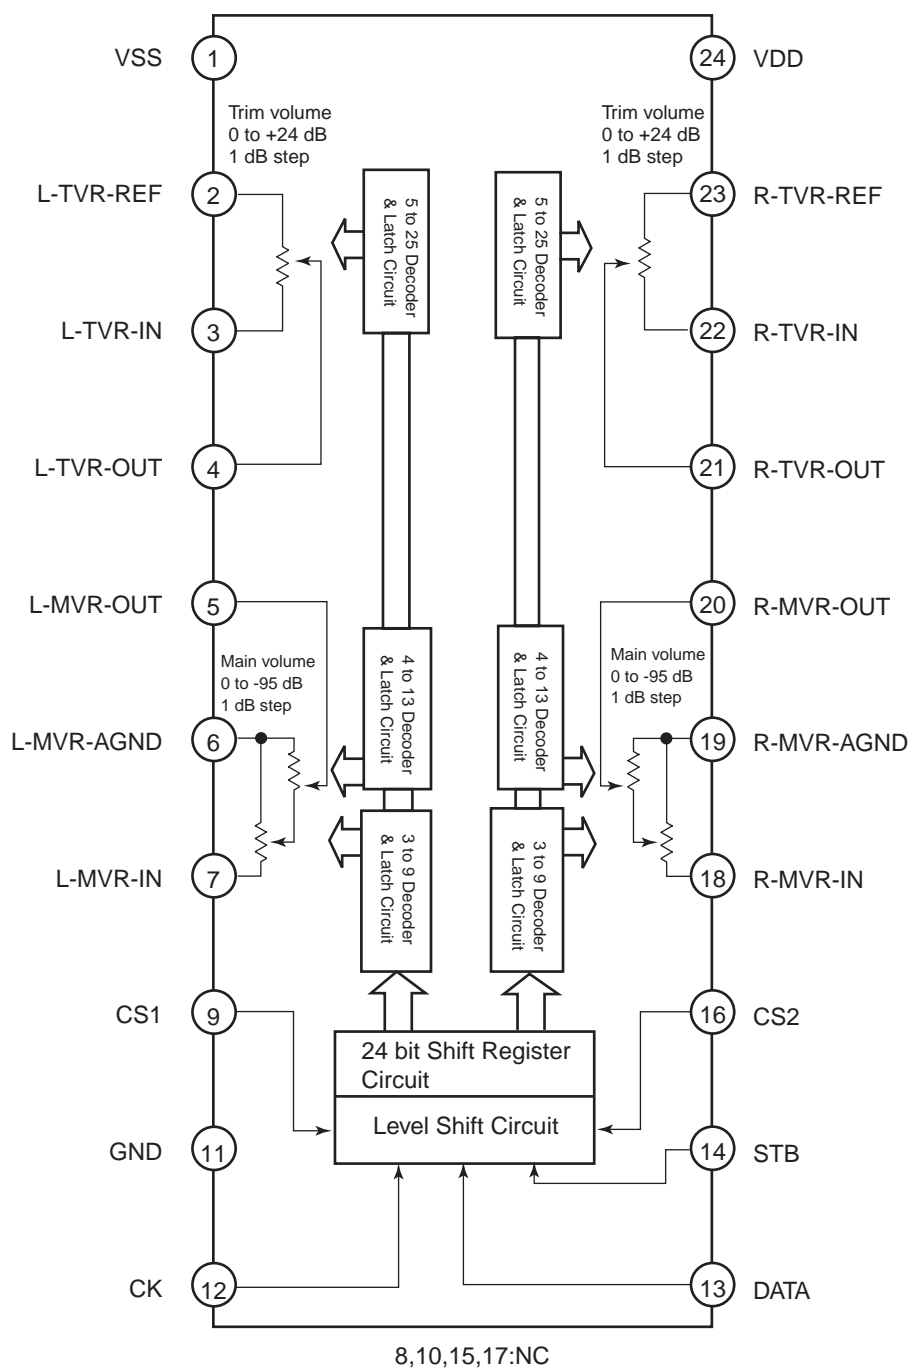 VSS 1
24 VDD
Trim volume
0 to +24 dB
1 dB step
Trim volume
0 to +24 dB
1 dB step
L-TVR-REF 2
23 R-TVR-REF
5 to 25 Decoder
& Latch Circuit
5 to 25 Decoder
& Latch Circuit
L-TVR-IN 3
22 R-TVR-IN
L-TVR-OUT 4
21 R-TVR-OUT
L-MVR-OUT 5
20 R-MVR-OUT
Main volume
0 to -95 dB
1 dB step
4 to 13 Decoder
& Latch Circuit
4 to 13 Decoder
& Latch Circuit
Main volume
0 to -95 dB
1 dB step
L-MVR-AGND 6
19 R-MVR-AGND
3 to 9 Decoder
& Latch Circuit
3 to 9 Decoder
& Latch Circuit
L-MVR-IN 7
18 R-MVR-IN
CS1 9
16 CS2
24 bit Shift Register
Circuit
Level Shift Circuit
GND 11
14 STB
CK 12
13 DATA
8,10,15,17:NC